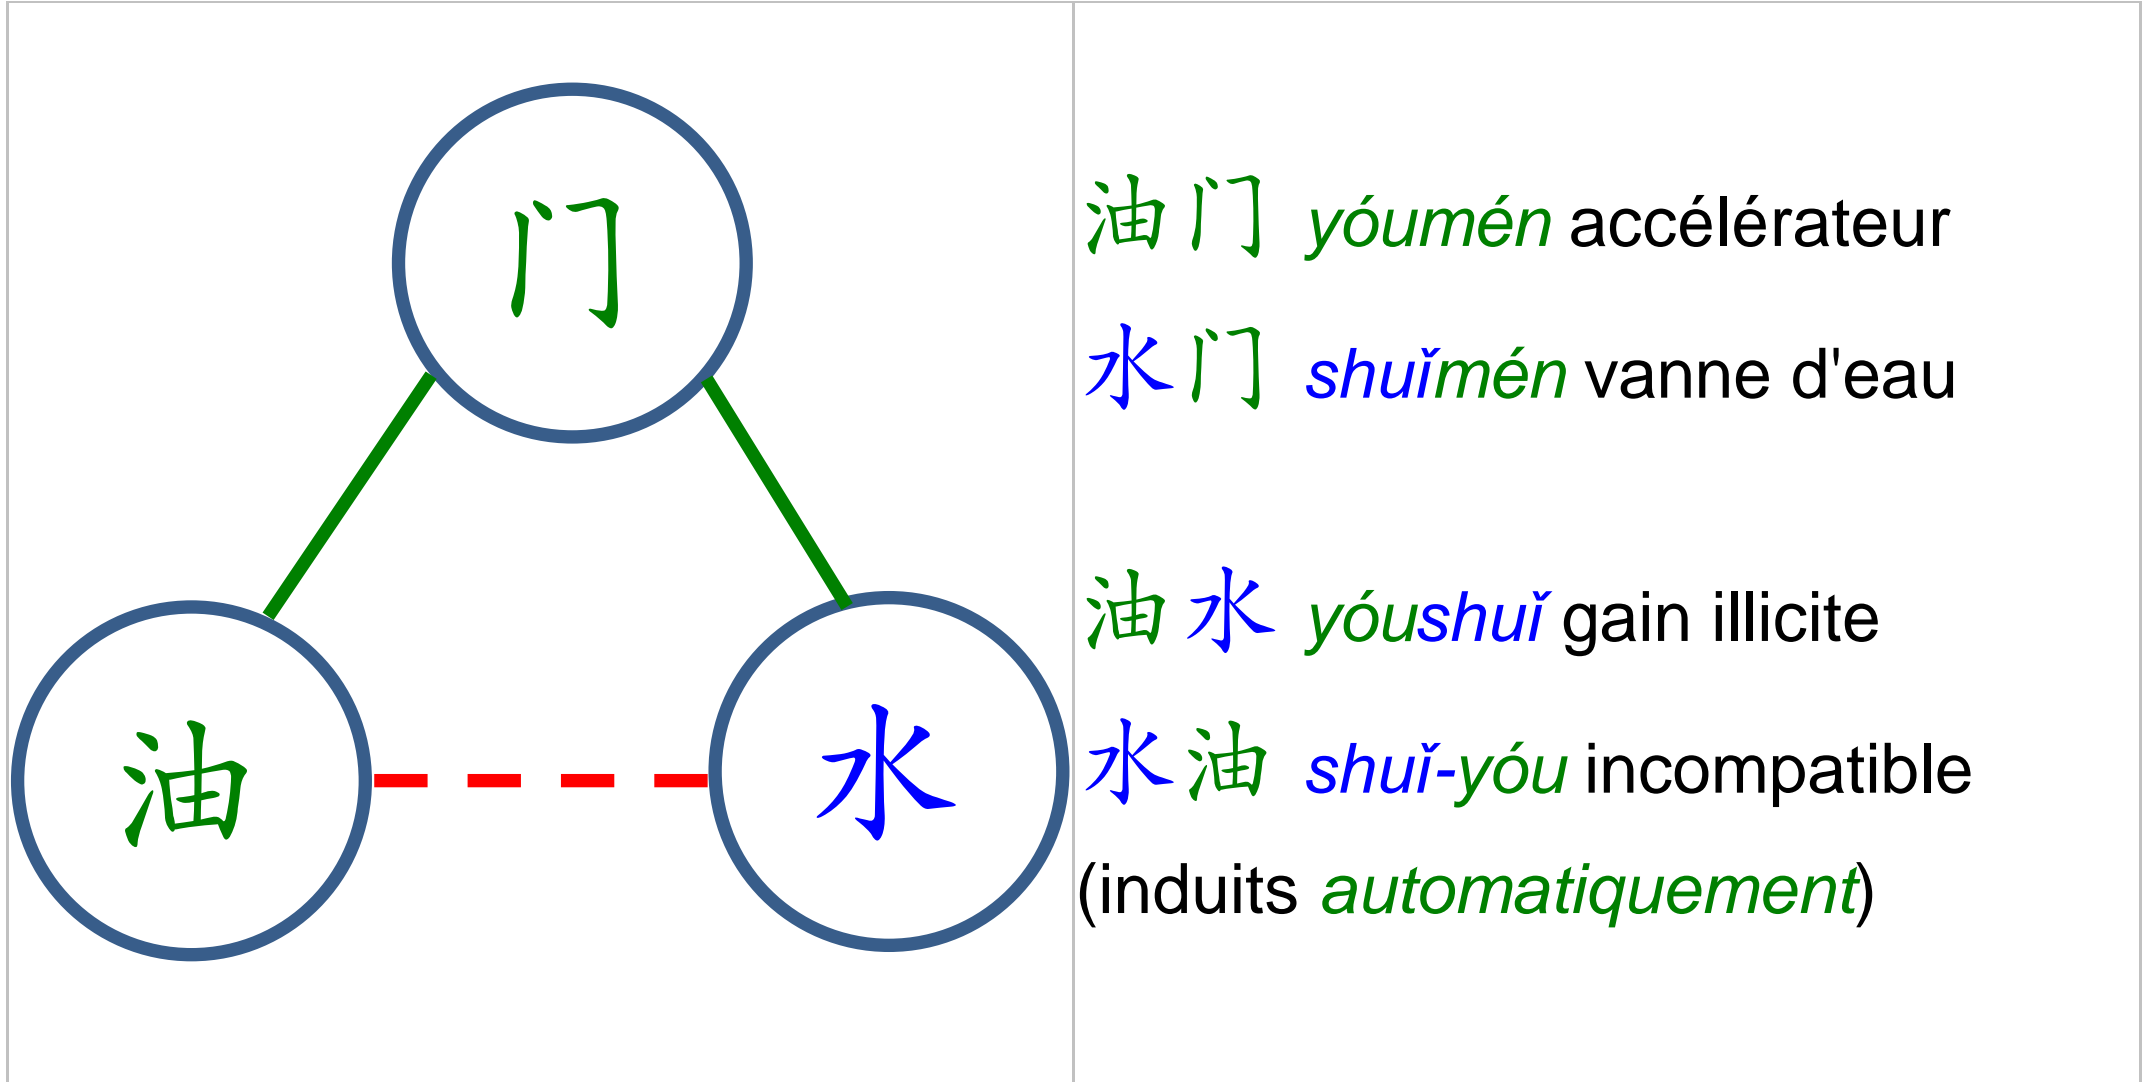 门
油
水
油门 yóumén accélérateur
水门 shuǐmén vanne d'eau
油水 yóushuǐ gain illicite
水油 shuǐ-yóu incompatible
(induits automatiquement)